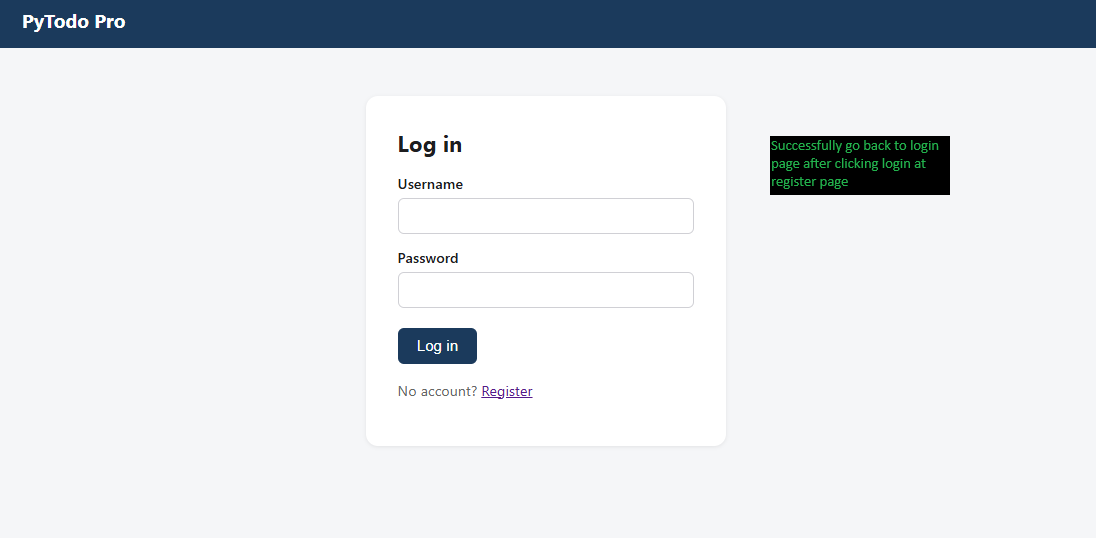 PyTodo Pro
Log in
Username
Password
Log in
No account? Register
Successfully go back to login
page after clicking login at
register page